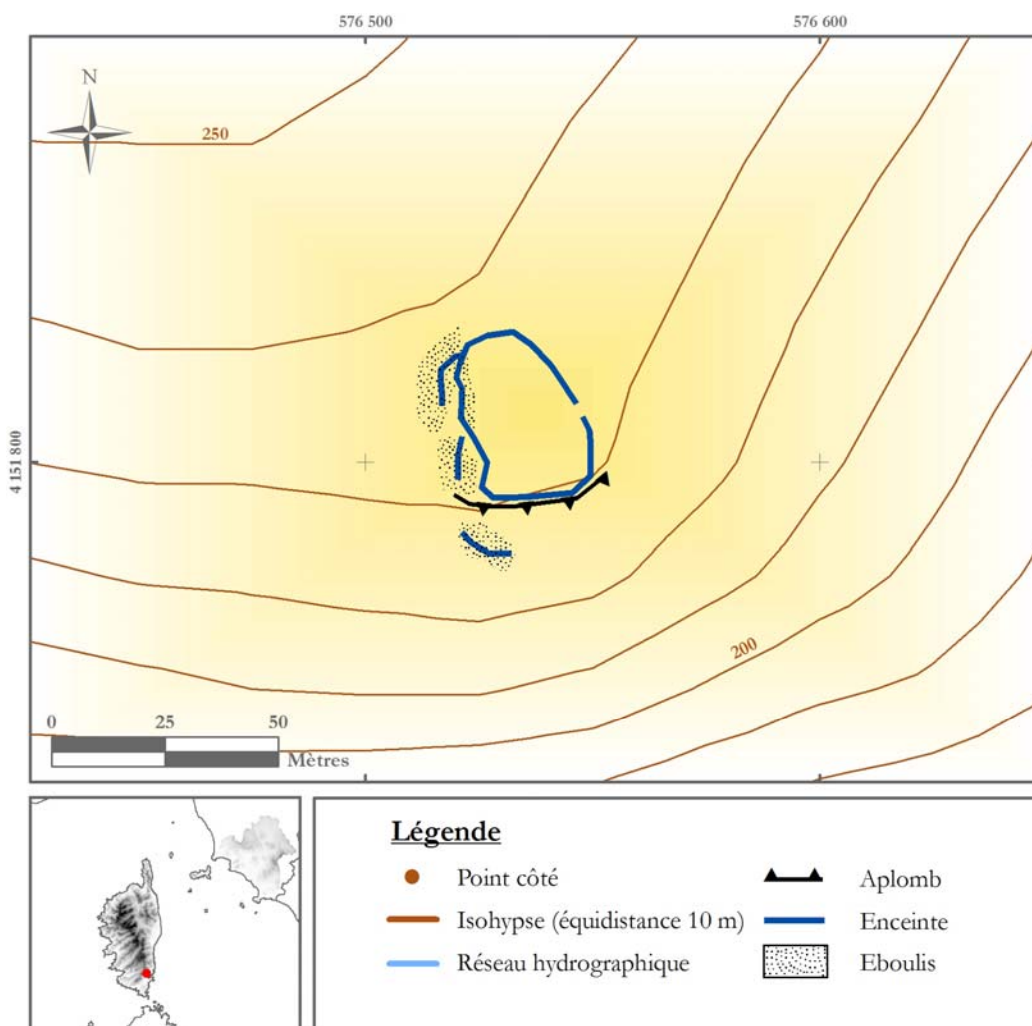 576 500
576 600
N
250
4 151 800
200
0
25
50
Mètres
Légende
Point côté
Isohypse (équidistance 10 m)
Réseau hydrographique
Aplomb
Enceinte
Eboulis